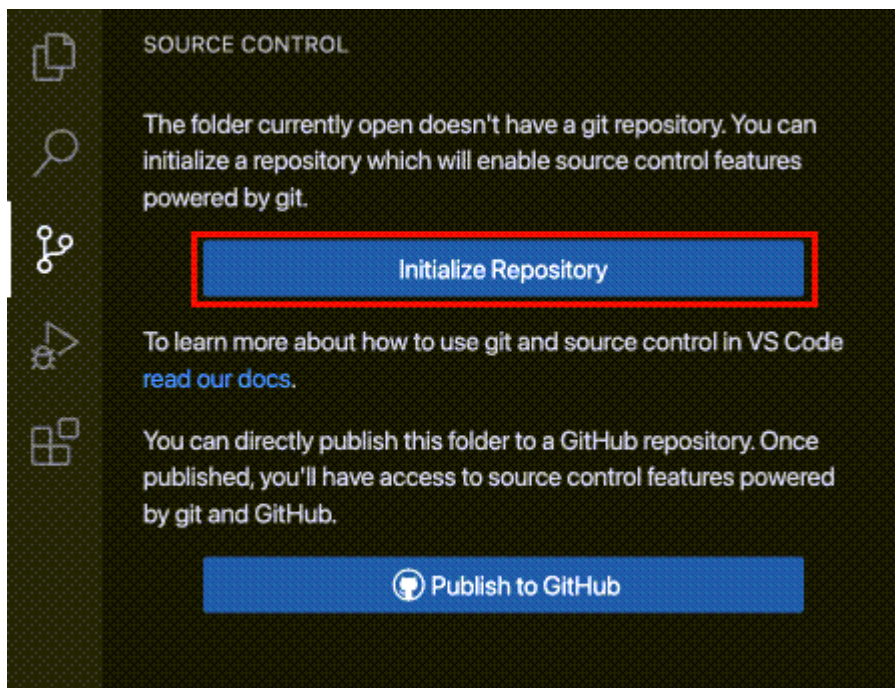 SOURCE CONTROL
The folder currently open doesn't have a git repository. You can
initialize a repository which will enable source control features
powered by git.
Initialize Repository
To learn more about how to use git and source control in VS Code
read our docs.
You can directly publish this folder to a GitHub repository. Once
published, you'll have access to source control features powered
by git and GitHub.
Publish to GitHub